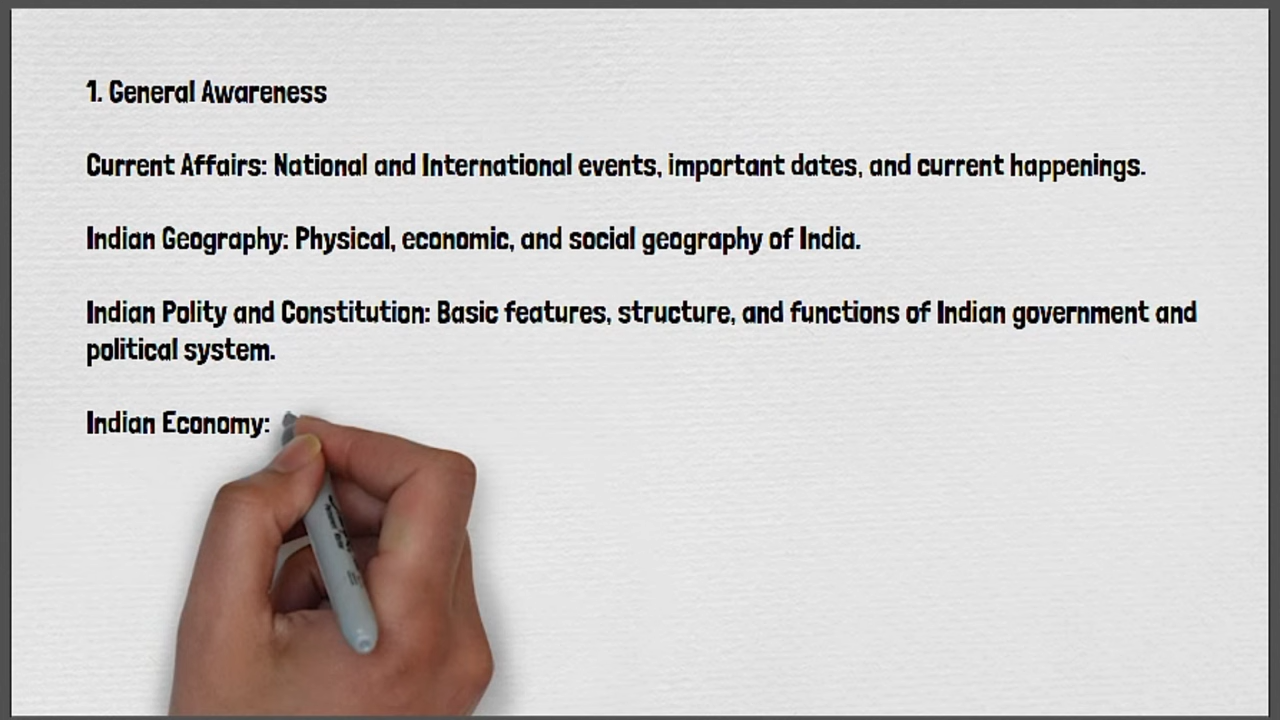 1. General Awareness
Current Affairs: National and International events, important dates, and current happenings.
Indian Geography: Physical, economic, and social geography of India.
Indian Polity and Constitution: Basic features, structure, and functions of Indian government and
political system.
Indian Economy: